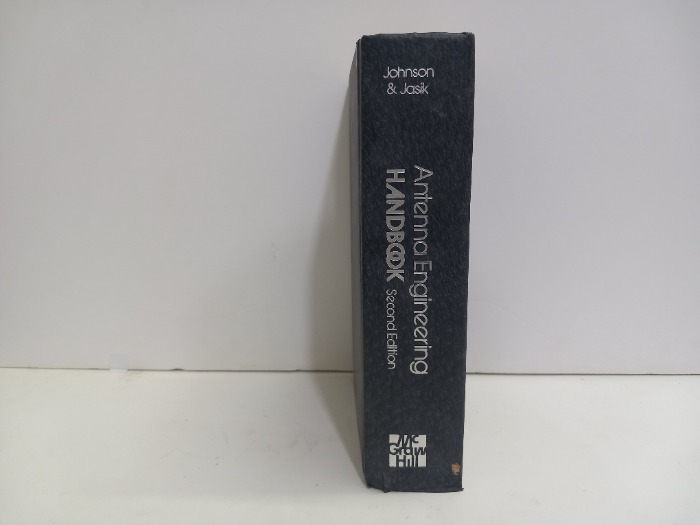 Johnson
& Jasik
Antenna Engineering
HANDBOOK Second Edition
Mc
Graw
Hill